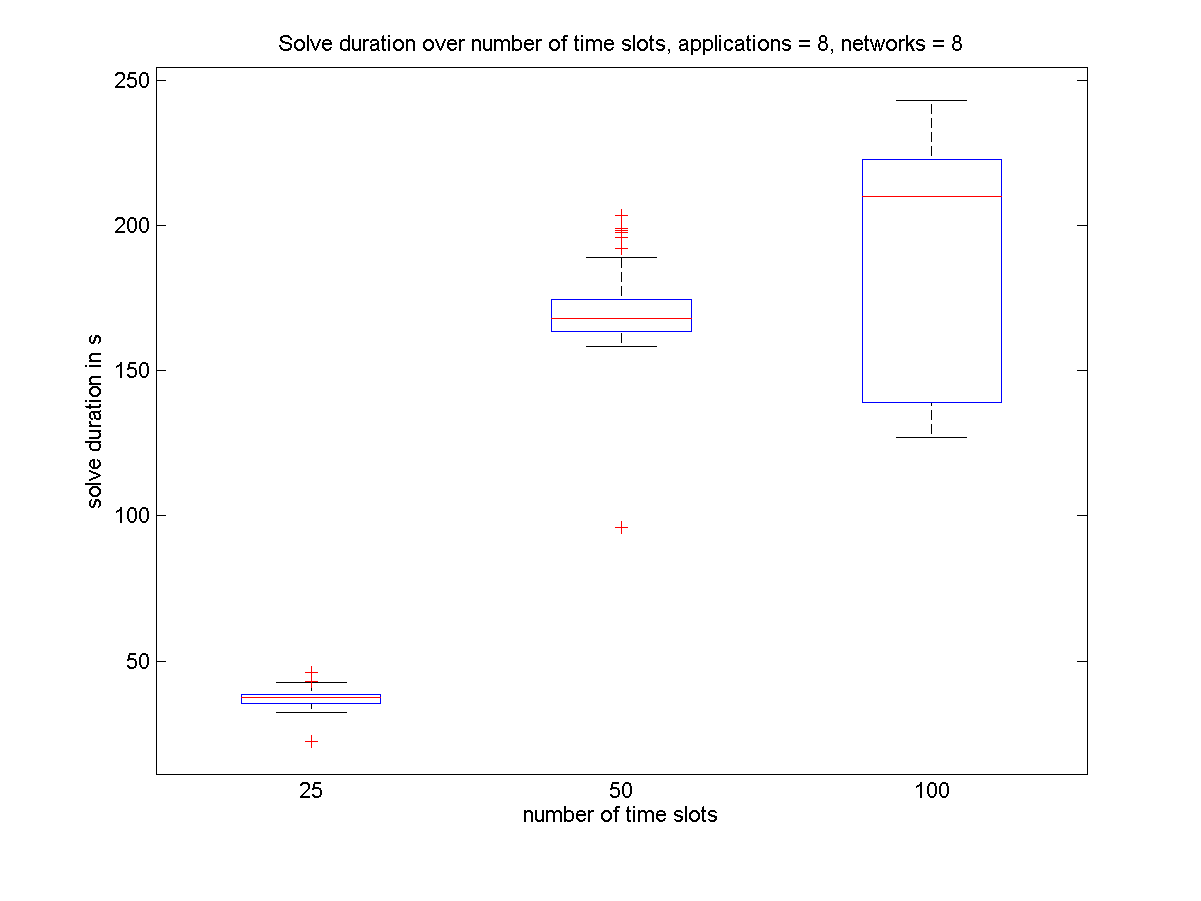 Solve duration over number of time slots, applications = 8, networks = 8
250
200
150
100
50
solve duration in s
25 50 100
number of time slots